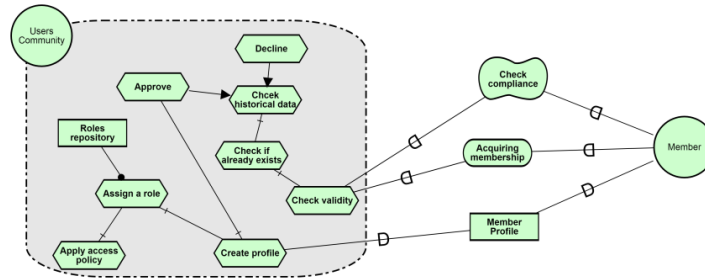 Users
Community
Decline
Approve
Chcek
historical data
Check
compliance
Roles
repository
Check if
already exists
Acquiring
membership
Member
Assign a role
Check validity
Member
Profile
Apply access
policy
Create profile